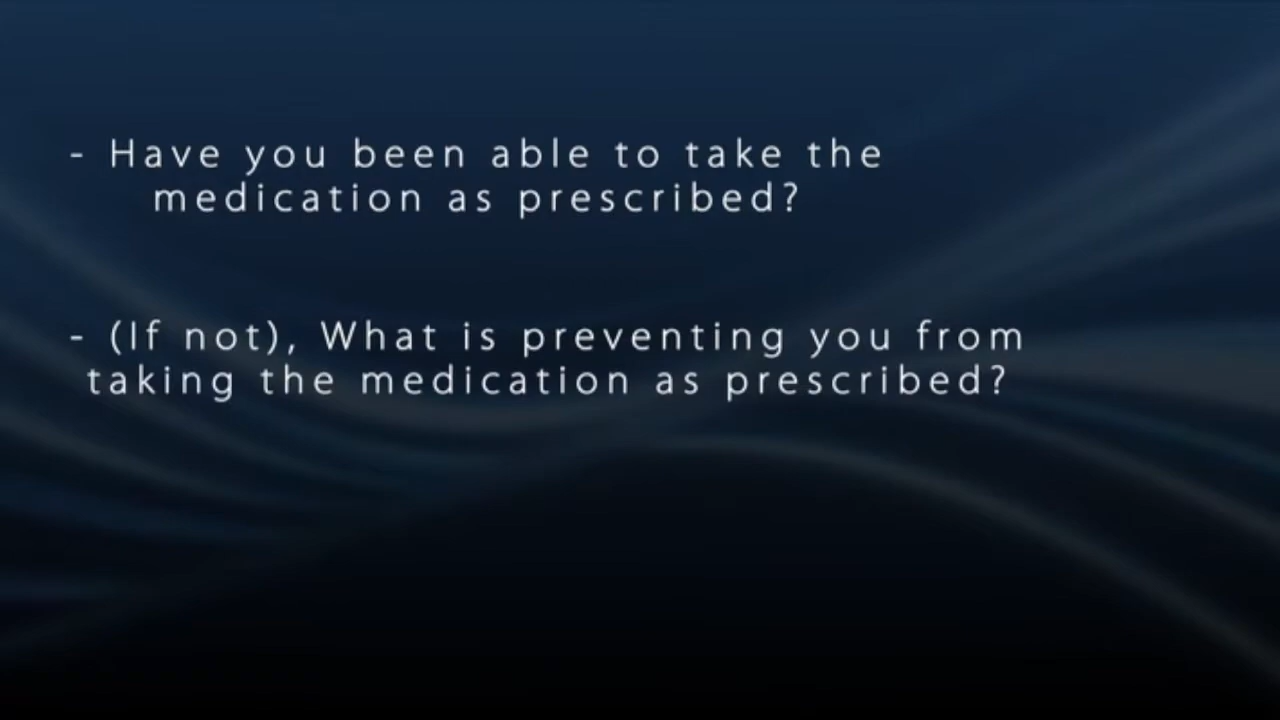 - Have you been able to take the
medication as prescribed?
- (If not), What is preventing you from
taking the medication as prescribed?